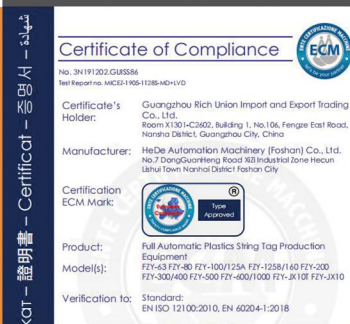 Certificate of Compliance
ECM
No. 3N191202.GUISS86
Test Report no. MICEZ-1905-11285-MD+LVD
Certificate's Holder:
Guangzhou Rich Union Import and Export Trading
Co., Ltd.
Room X1301-C2602, Building 1, No.106, Fengze East Road,
Nansha District, Guangzhou City, China
Manufacturer:
HeDe Automation Machinery (Foshan) Co., Ltd.
No.7 DongGuanHeng Road XiZi Industrial Zone Hecun
Lishui Town Nanhai District Foshan City
Certification
ECM Mark:
Type
Approved
®
Product:
Full Automatic Plastics String Tag Production
Equipment
Model(s):
FZY-63 FZY-80 FZY-100/125A FZY-125B/160 FZY-200
FZY-300/400 FZY-500 FZY-600/1000 FZY-JX10T FZY-JX10
Verification to:
Standard:
EN ISO 12100:2010, EN 60204-1:2018
кат – 證明書 – Certificat – 증명서 – شهادة